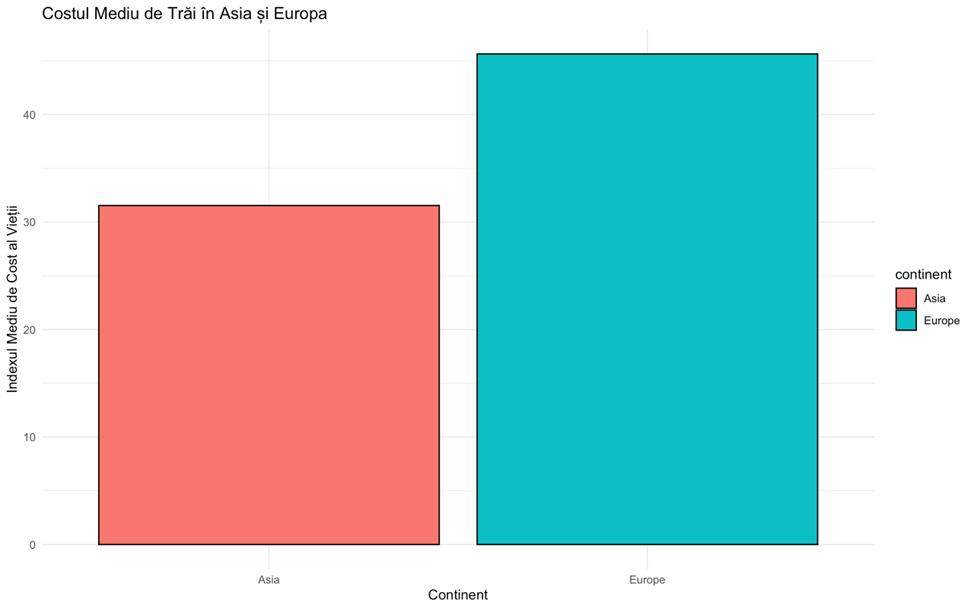 Costul Mediu de Trăi în Asia și Europa
Indexul Mediu de Cost al Vieții
40
30
20
10
0
Asia
Europe
Continent
continent
Asia
Europe